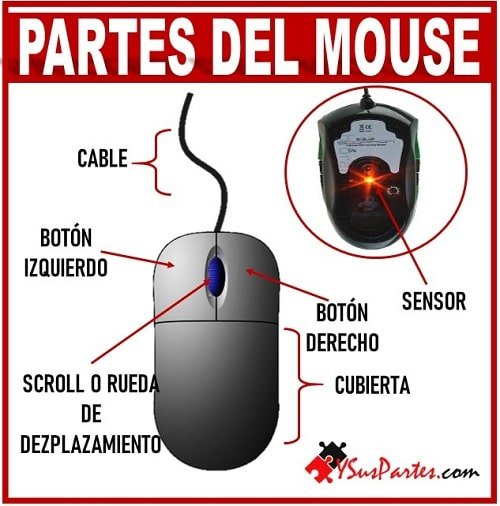 PARTES DEL MOUSE
CABLE
BOTÓN
IZQUIERDO
SENSOR
BOTÓN
DERECHO
SCROLL O RUEDA
DE
DEZPLAZAMIENTO
CUBIERTA
YSusPartes.com